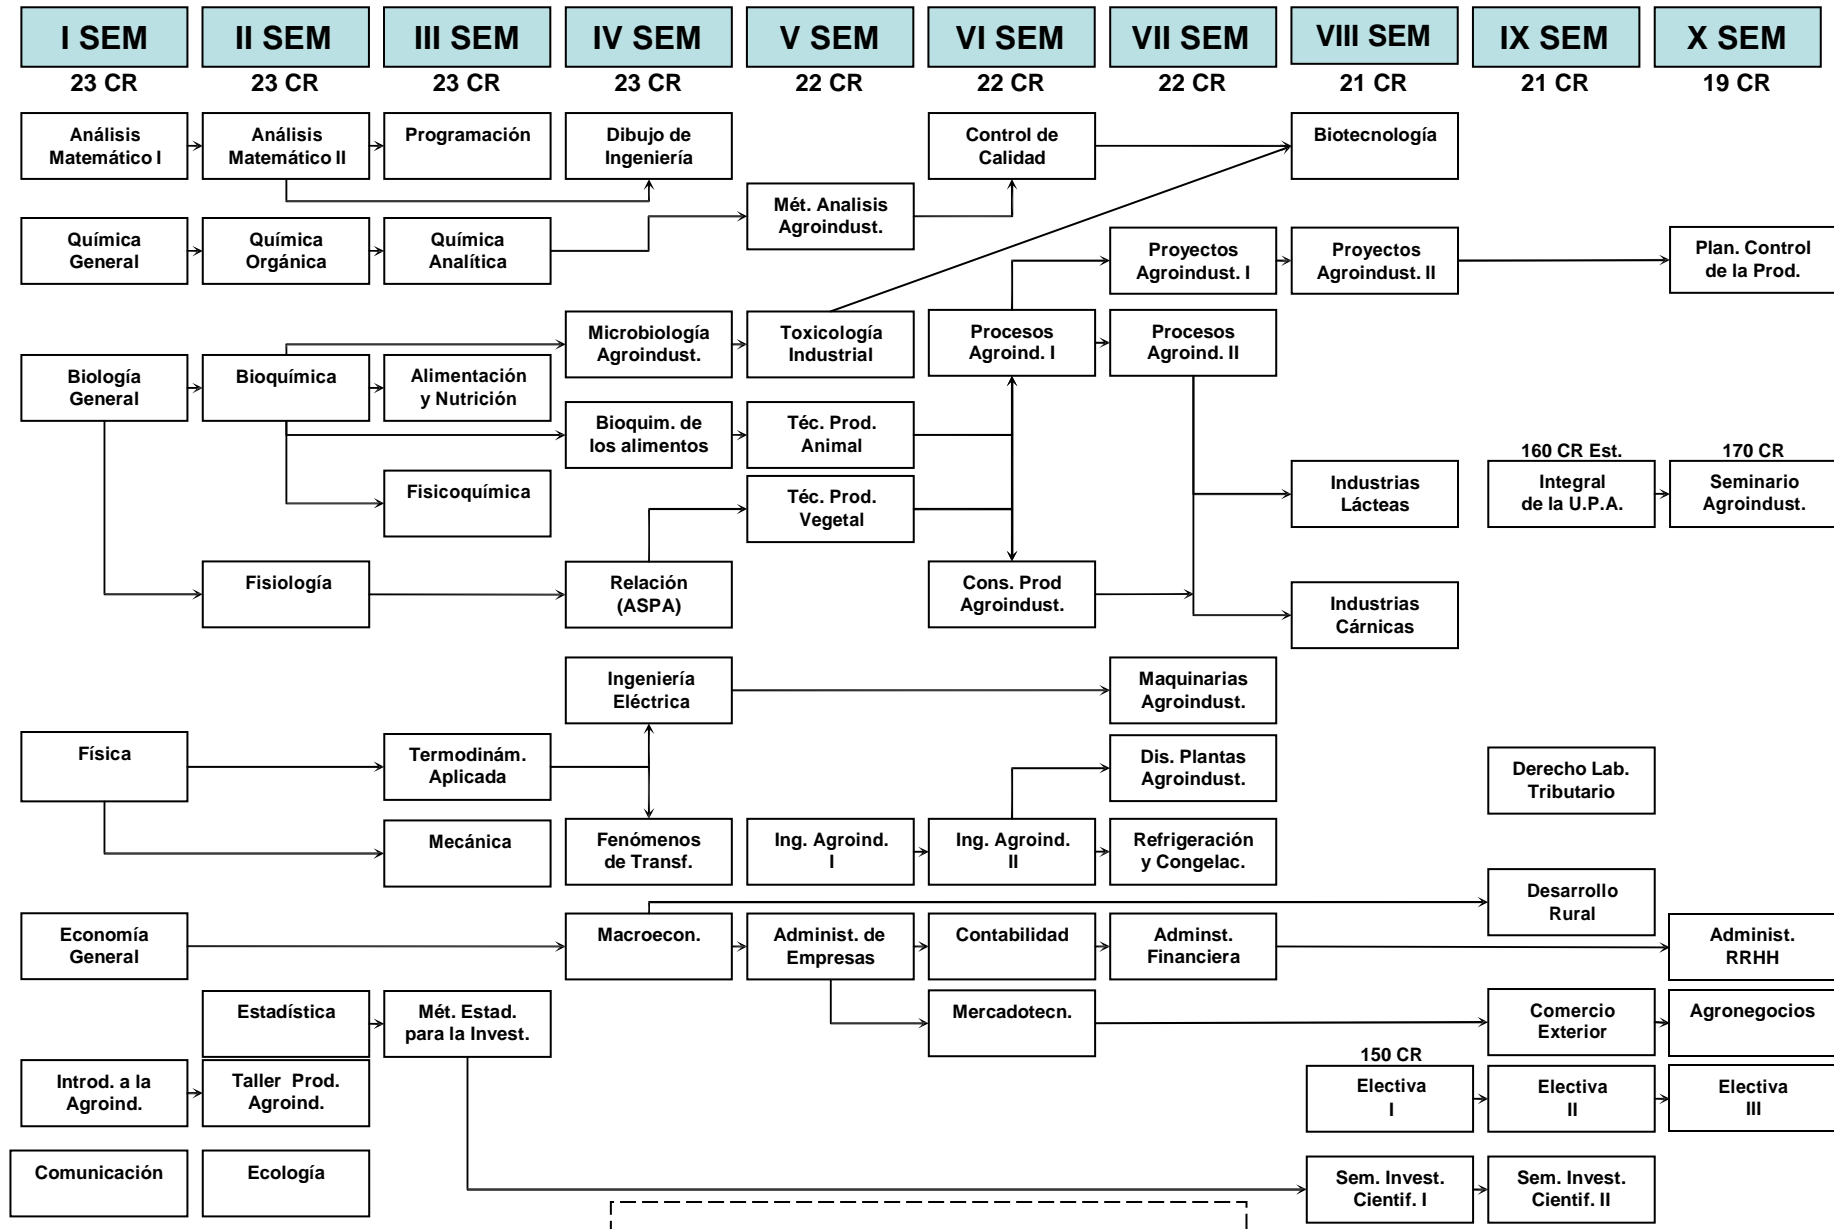 I SEM
II SEM
III SEM
IV SEM
V SEM
VI SEM
VII SEM
VIII SEM
IX SEM
X SEM
23 CR
23 CR
23 CR
23 CR
22 CR
22 CR
22 CR
21 CR
21 CR
19 CR
Análisis
Matemático I
Análisis
Matemático II
Programación
Dibujo de
Ingeniería
Control de
Calidad
Biotecnología
Mét. Analisis
Agroindust.
Química
General
Química
Orgánica
Química
Analítica
Proyectos
Agroindust. I
Proyectos
Agroindust. II
Plan. Control
de la Prod.
Microbiología
Agroindust.
Toxicología
Industrial
Procesos
Agroind. I
Procesos
Agroind. II
Biología
General
Bioquímica
Alimentación
y Nutrición
Bioquim. de
los alimentos
Téc. Prod.
Animal
160 CR Est.
Integral
de la U.P.A.
170 CR
Seminario
Agroindust.
Fisicoquímica
Téc. Prod.
Vegetal
Industrias
Lácteas
Fisiología
Relación
(ASPA)
Cons. Prod
Agroindust.
Industrias
Cárnicas
Ingeniería
Eléctrica
Maquinarias
Agroindust.
Física
Termodinám.
Aplicada
Dis. Plantas
Agroindust.
Derecho Lab.
Tributario
Mecánica
Fenómenos
de Transf.
Ing. Agroind.
I
Ing. Agroind.
II
Refrigeración
y Congelac.
Desarrollo
Rural
Economía
General
Macroecon.
Administ. de
Empresas
Contabilidad
Adminst.
Financiera
Administ.
RRHH
Estadística
Mét. Estad.
para la Invest.
Mercadotecn.
Comercio
Exterior
Agronegocios
Introd. a la
Agroind.
Taller Prod.
Agroind.
150 CR
Electiva
I
Electiva
II
Electiva
III
Comunicación
Ecología
Sem. Invest.
Cientif. I
Sem. Invest.
Cientif. II